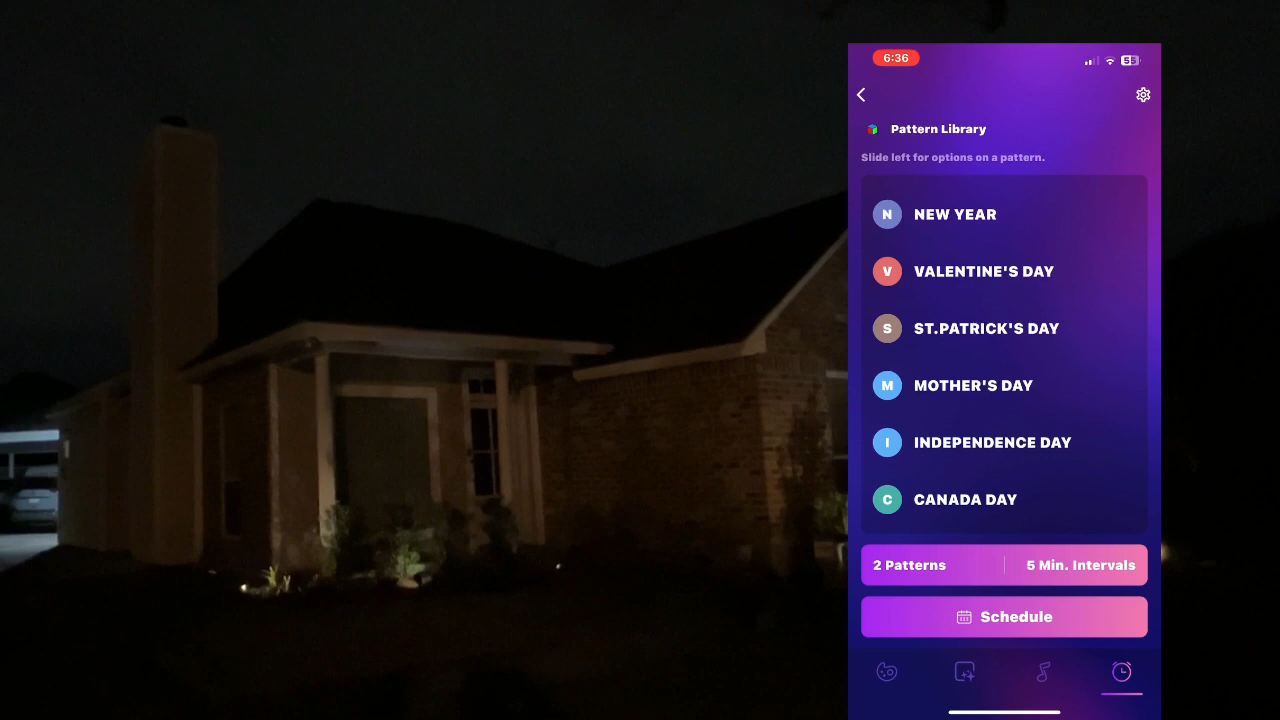 6:36
Pattern Library
Slide left for options on a pattern.
N NEW YEAR
V VALENTINE'S DAY
S ST.PATRICK'S DAY
M MOTHER'S DAY
I INDEPENDENCE DAY
C CANADA DAY
2 Patterns 5 Min. Intervals
Schedule